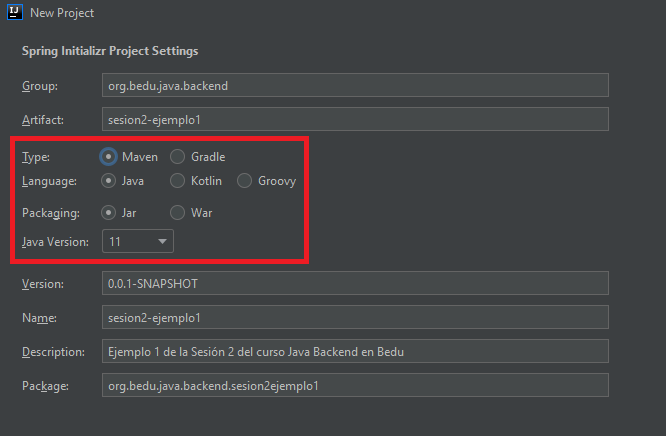 IJ New Project
Spring Initializr Project Settings
Group: org.bedu.java.backend
Artifact: sesion2-ejemplo1
Type: Maven Gradle
Language: Java Kotlin Groovy
Packaging: Jar War
Java Version: 11
Version: 0.0.1-SNAPSHOT
Name: sesion2-ejemplo1
Description: Ejemplo 1 de la Sesión 2 del curso Java Backend en Bedu
Package: org.bedu.java.backend.sesion2ejemplo1